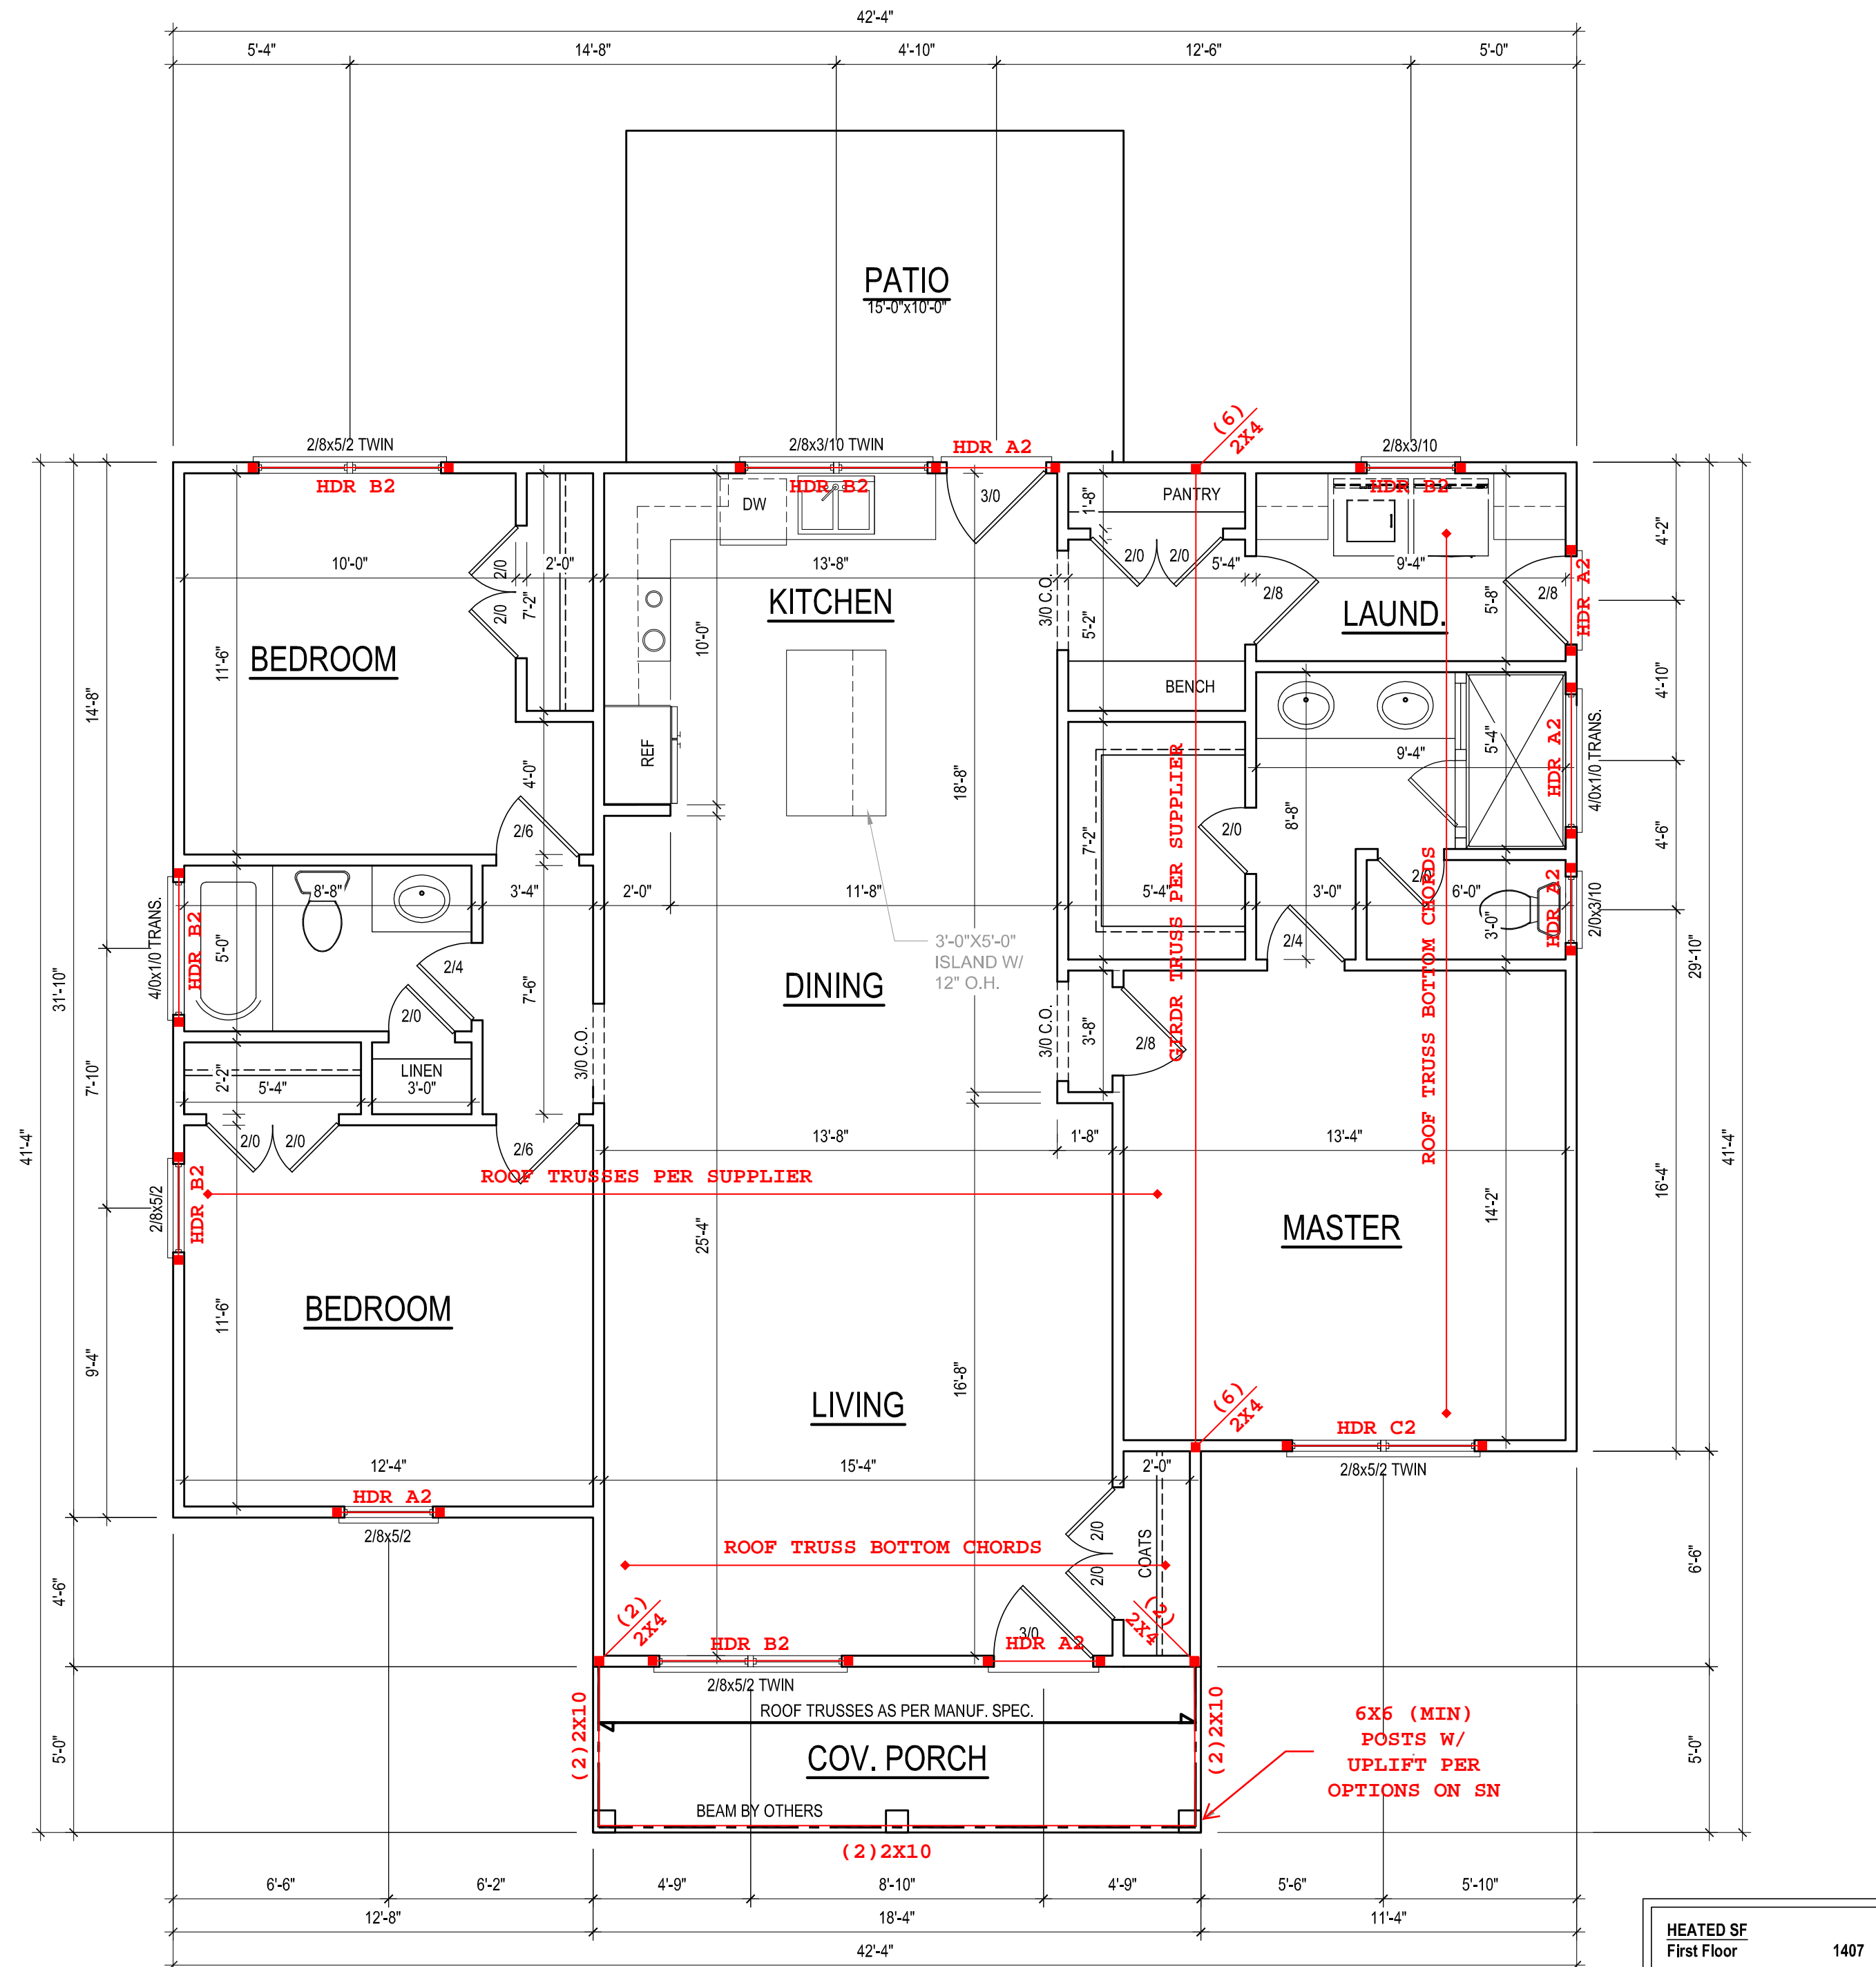 42'-4"
5'-4" 14'-8" 4'-10" 12'-6" 5'-0"
PATIO
15'-0"x10'-0"
(6)
2X4
2/8x5/2 TWIN 2/8x3/10 TWIN HDR A2 2/8x3/10
HDR B2 HDR B2 HDR B2
DW 3/0 1'-8" PANTRY
4'-2"
10'-0" 2/0 2'-0" 13'-8" 2/0 2/0 5'-4" 9'-4"
2/0 7'-2" KITCHEN 3/0 C.O. 2/8 2/8 HDR A2
5'-2" LAUND. 5'-8"
10'-0"
BEDROOM
11'-6"
14'-8"
BENCH
4'-10"
REF
4'-0"
18'-8"
5'-4"
9'-4"
HDR A2
4/0x1/0 TRANS.
2/6
7'-2"
GIRDR TRUSS PER SUPPLIER
2/0
8'-8"
4'-6"
8'-8" 3'-4" 2'-0" 11'-8" 5'-4" 3'-0" 2/0 6'-0"
HDR A2
2/0x3/10
3'-0"
4/0x1/0 TRANS.
HDR B2
5'-0"
2/4
3'-0"X5'-0"
ISLAND W/
12" O.H.
2/4
DINING
7'-6"
2/0
31'-10"
29'-10"
ROOF TRUSS BOTTOM CHORDS
3/0 C.O.
3/0 C.O.
3'-8"
2/8
LINEN
2'-2" 5'-4" 3'-0"
7'-10"
41'-4"
41'-4"
2/0 2/0 2/6 13'-8" 1'-8" 13'-4"
ROOF TRUSSES PER SUPPLIER
2/8x5/2
HDR B2
16'-4"
14'-2"
25'-4"
MASTER
BEDROOM
11'-6"
9'-4"
16'-8"
LIVING
(6)
2X4
HDR C2
12'-4" 15'-4" 2'-0" 2/8x5/2 TWIN
HDR A2
2/8x5/2
2/0
2/0
COATS
ROOF TRUSS BOTTOM CHORDS
4'-6"
6'-6"
(2)
2X4
(2)
2X4
3/0
HDR B2 HDR A2
2/8x5/2 TWIN
(2)2X10
ROOF TRUSSES AS PER MANUF. SPEC.
(2)2X10
6X6 (MIN)
POSTS W/
UPLIFT PER
OPTIONS ON SN
5'-0"
COV. PORCH
5'-0"
BEAM BY OTHERS
(2)2X10
6'-6" 6'-2" 4'-9" 8'-10" 4'-9" 5'-6" 5'-10"
12'-8" 18'-4" 11'-4"
42'-4"
HEATED SF
First Floor 1407